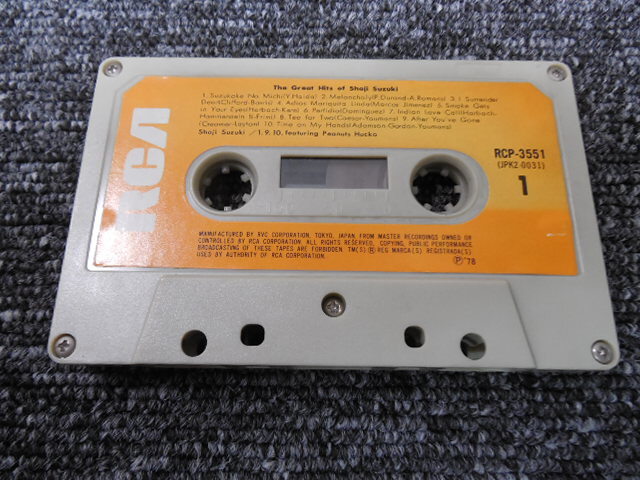 RCA
The Great Hits of Shoji Suzuki
1. Suzukake No Michi(Y.Haida) 2. Melancholy(P.Durand-A.Romans) 3. I Surrender
Dear(Clifford-Barris) 4. Adios Mariquita Linda(Marcos Jimenez) 5. Smoke Gets
in Your Eyes(Harbach-Kern) 6. Perfidia(Dominguez) 7. Indian Love Call(Harbach-
Hammerstein II-Friml) 8. Tea for Two(Caesar-Youmans) 9. After You've Gone
(Creamer-Layton) 10. Time on My Hands(Adamson-Gordon-Youmans)
Shoji Suzuki / 1.9.10. featuring Peanuts Hucko
RCP-3551
(JPK2-0031)
1
MANUFACTURED BY RVC CORPORATION, TOKYO, JAPAN FROM MASTER RECORDINGS OWNED OR
CONTROLLED BY RCA CORPORATION. ALL RIGHTS RESERVED, COPYING, PUBLIC PERFORMANCE
BROADCASTING OF THESE TAPES ARE FORBIDDEN. TM(S) ® REG MARCA(S) REGISTRADA(S)
USED BY AUTHORITY OF RCA CORPORATION.
Ⓟ '78